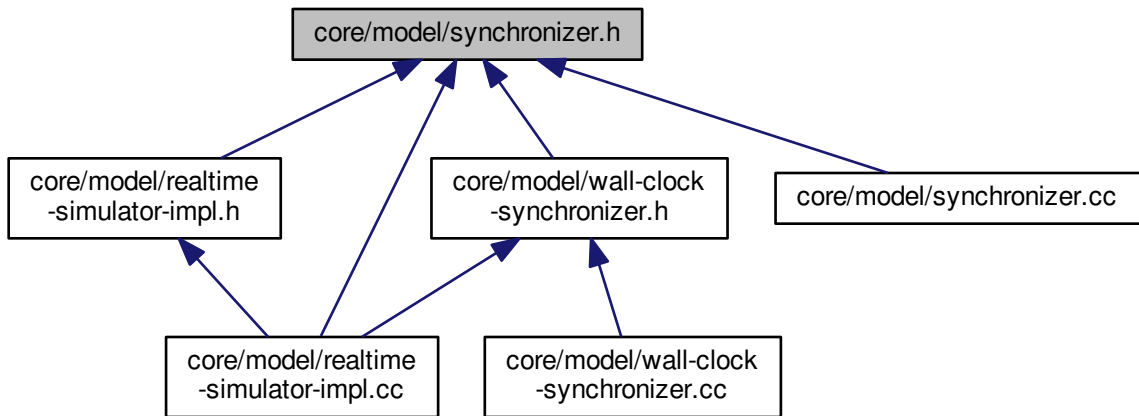 core/model/synchronizer.h
core/model/realtime
-simulator-impl.h
core/model/wall-clock
-synchronizer.h
core/model/synchronizer.cc
core/model/realtime
-simulator-impl.cc
core/model/wall-clock
-synchronizer.cc